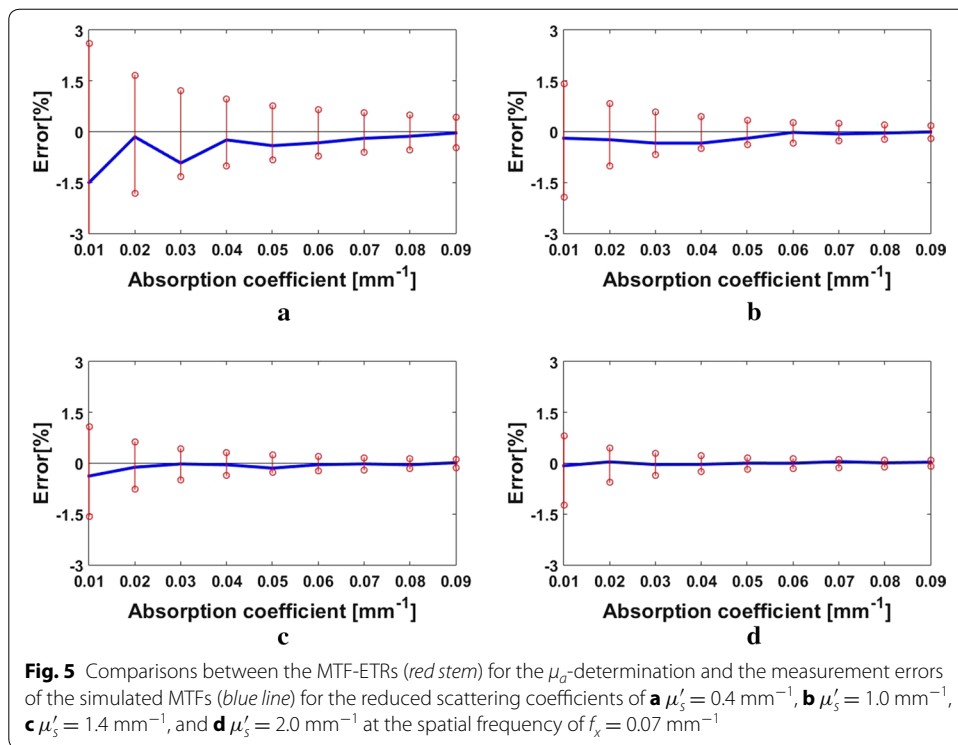 3
1.5
0
-1.5
-3
Error[%]
0.01 0.02 0.03 0.04 0.05 0.06 0.07 0.08 0.09
Absorption coefficient [mm⁻¹]
a
3
1.5
0
-1.5
-3
Error[%]
0.01 0.02 0.03 0.04 0.05 0.06 0.07 0.08 0.09
Absorption coefficient [mm⁻¹]
b
3
1.5
0
-1.5
-3
Error[%]
0.01 0.02 0.03 0.04 0.05 0.06 0.07 0.08 0.09
Absorption coefficient [mm⁻¹]
c
3
1.5
0
-1.5
-3
Error[%]
0.01 0.02 0.03 0.04 0.05 0.06 0.07 0.08 0.09
Absorption coefficient [mm⁻¹]
d
Fig. 5 Comparisons between the MTF-ETRs (red stem) for the μₐ-determination and the measurement errors
of the simulated MTFs (blue line) for the reduced scattering coefficients of a μ′ₛ = 0.4 mm⁻¹, b μ′ₛ = 1.0 mm⁻¹,
c μ′ₛ = 1.4 mm⁻¹, and d μ′ₛ = 2.0 mm⁻¹ at the spatial frequency of fₓ = 0.07 mm⁻¹